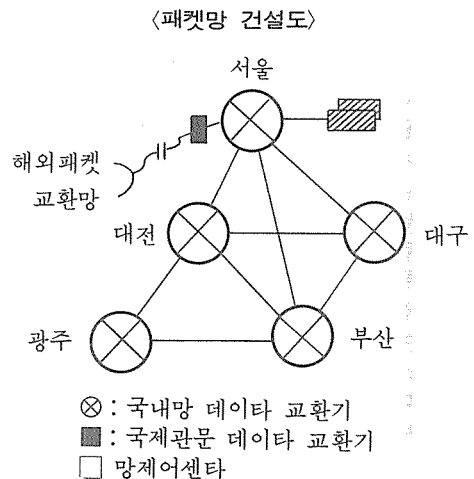 〈패켓망 건설도〉
서울
해외패켓
교환망
대전
대구
광주
부산
: 국내망 데이타 교환기
: 국제관문 데이타 교환기
망제어센타